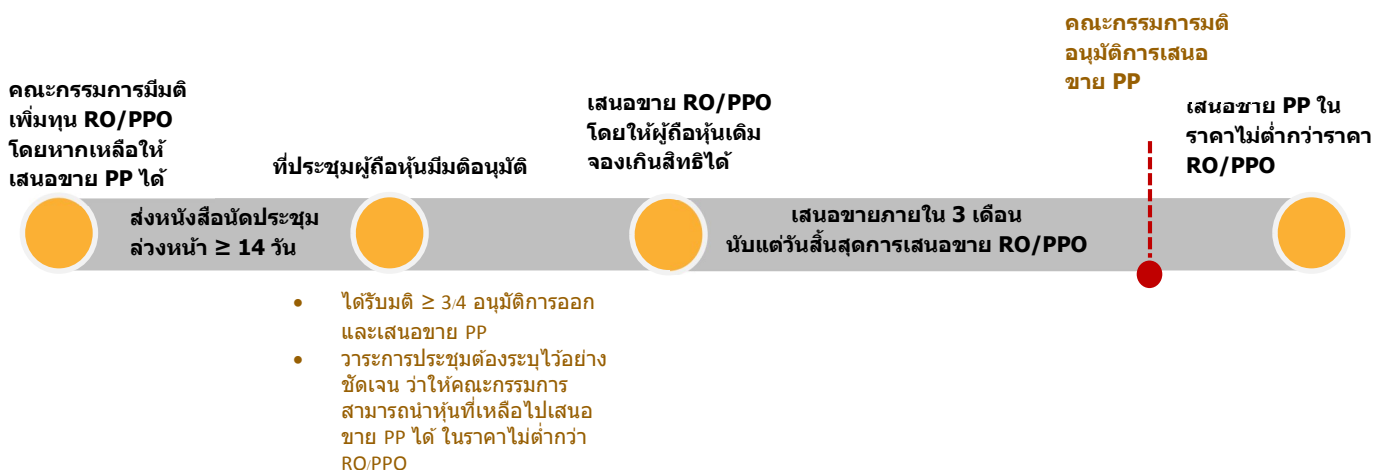 คณะกรรมการมีมติ
เพิ่มทุน RO/PPO
โดยหากเหลือให้
เสนอขาย PP ได้
ส่งหนังสือนัดประชุม
ล่วงหน้า ≥ 14 วัน
ที่ประชุมผู้ถือหุ้นมีมติอนุมัติ
• ได้รับมติ ≥ 3/4 อนุมัติการออก
และเสนอขาย PP
• วาระการประชุมต้องระบุไว้อย่าง
ชัดเจน ว่าให้คณะกรรมการ
สามารถนำหุ้นที่เหลือไปเสนอ
ขาย PP ได้ ในราคาไม่ต่ำกว่า
RO/PPO
เสนอขาย RO/PPO
โดยให้ผู้ถือหุ้นเดิม
จองเกินสิทธิได้
เสนอขายภายใน 3 เดือน
นับแต่วันสิ้นสุดการเสนอขาย RO/PPO
คณะกรรมการมติ
อนุมัติการเสนอ
ขาย PP
เสนอขาย PP ใน
ราคาไม่ต่ำกว่าราคา
RO/PPO